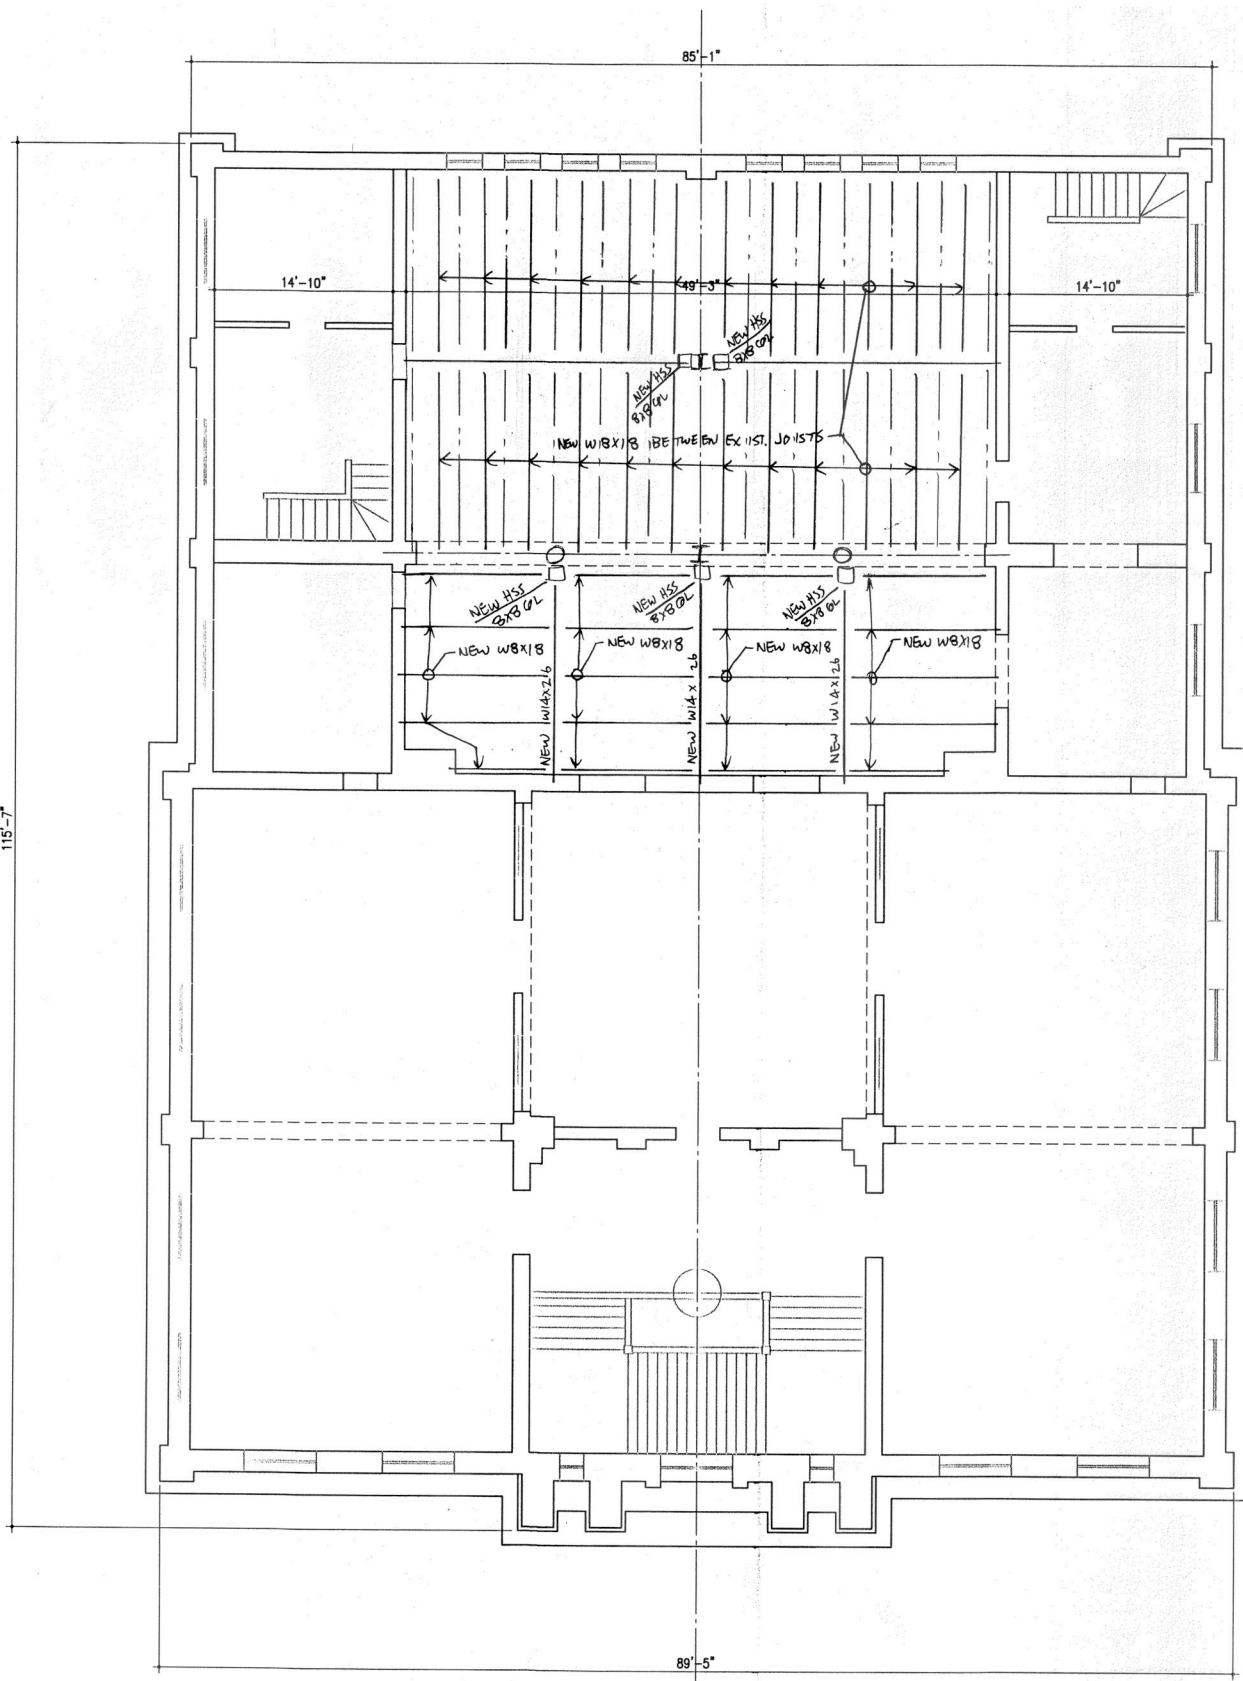 85'-1"
14'-10"
49'-3"
14'-10"
NEW HSS
8X8 COL
NEW HSS
8X8 COL
NEW W8X18 BETWEEN EXIST. JOISTS
NEW HSS
8X8 COL
NEW HSS
8X8 COL
NEW HSS
8X8 COL
NEW W8X18
NEW W8X18
NEW W8X18
NEW W8X18
NEW W14X26
NEW W14X26
NEW W14X26
115'-7"
89'-5"